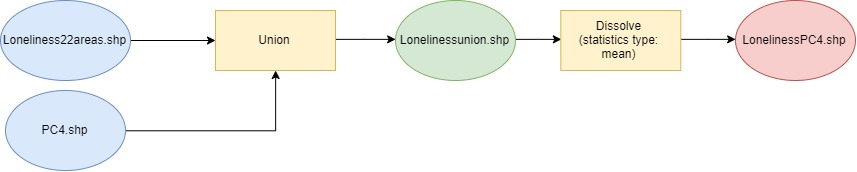 Loneliness22areas.shp
Union
Lonelinessunion.shp
Dissolve
(statistics type:
mean)
LonelinessPC4.shp
PC4.shp